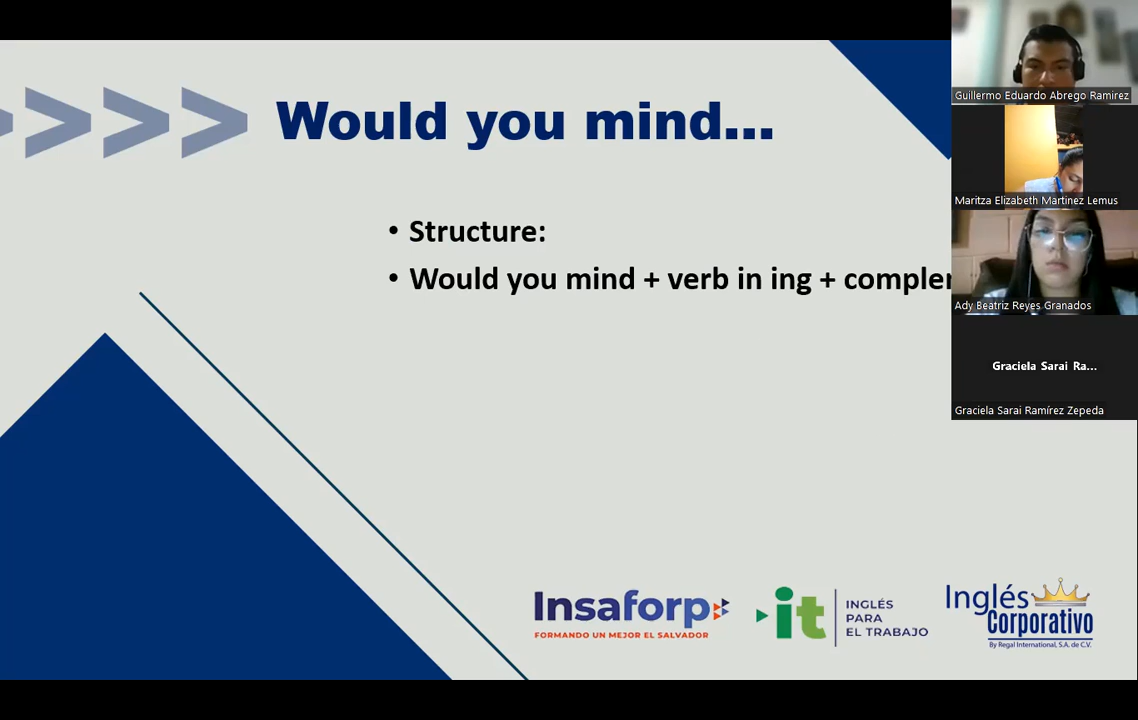 Would you mind...
• Structure:
• Would you mind + verb in ing + complem
Guillermo Eduardo Abrego Ramirez
Maritza Elizabeth Martinez Lemus
Ady Beatriz Reyes Granados
Graciela Sarai Ra...
Graciela Sarai Ramírez Zepeda
Insaforp
FORMANDO UN MEJOR EL SALVADOR
it
INGLÉS
PARA
EL TRABAJO
Inglés
Corporativo
By Regal International, S.A. de C.V.